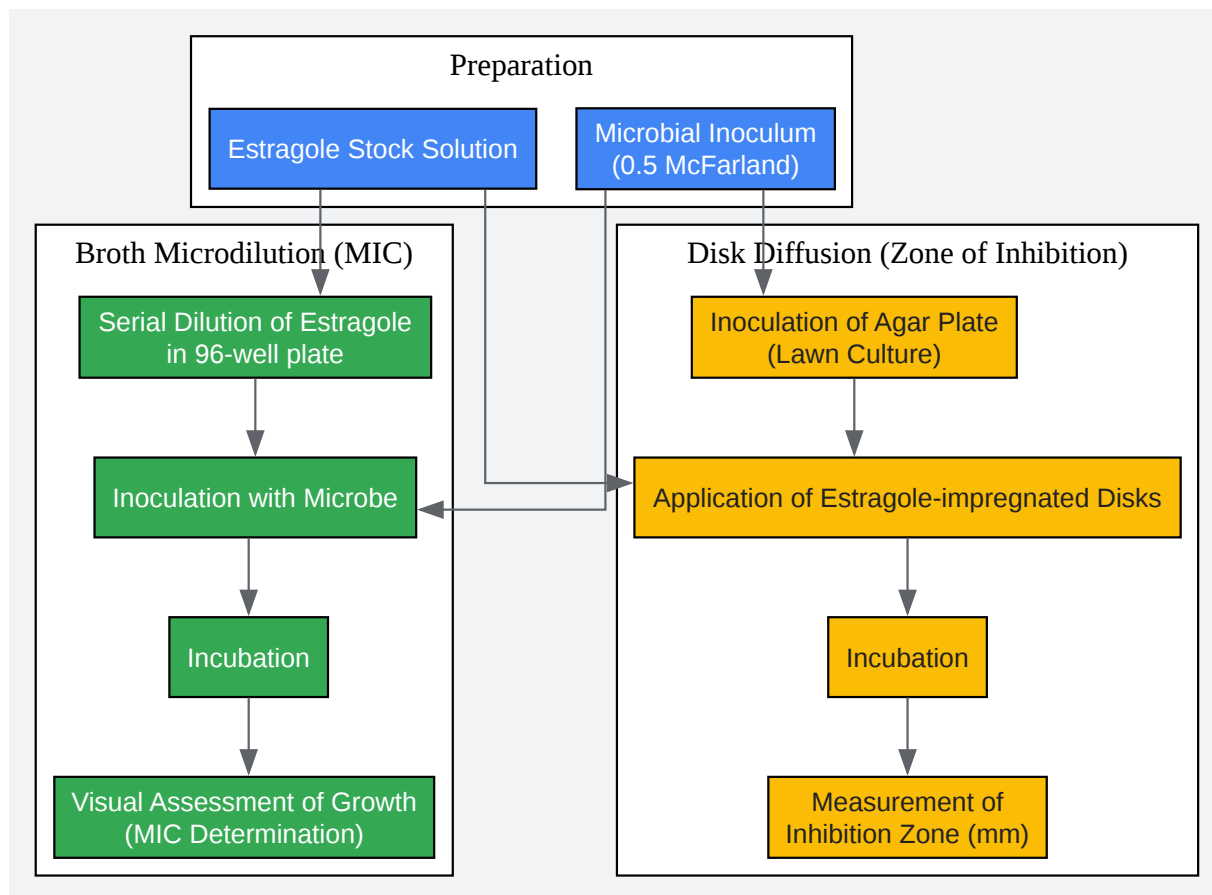 Preparation
Estragole Stock Solution
Microbial Inoculum
(0.5 McFarland)
Broth Microdilution (MIC)
Serial Dilution of Estragole
in 96-well plate
Inoculation with Microbe
Incubation
Visual Assessment of Growth
(MIC Determination)
Disk Diffusion (Zone of Inhibition)
Inoculation of Agar Plate
(Lawn Culture)
Application of Estragole-impregnated Disks
Incubation
Measurement of
Inhibition Zone (mm)